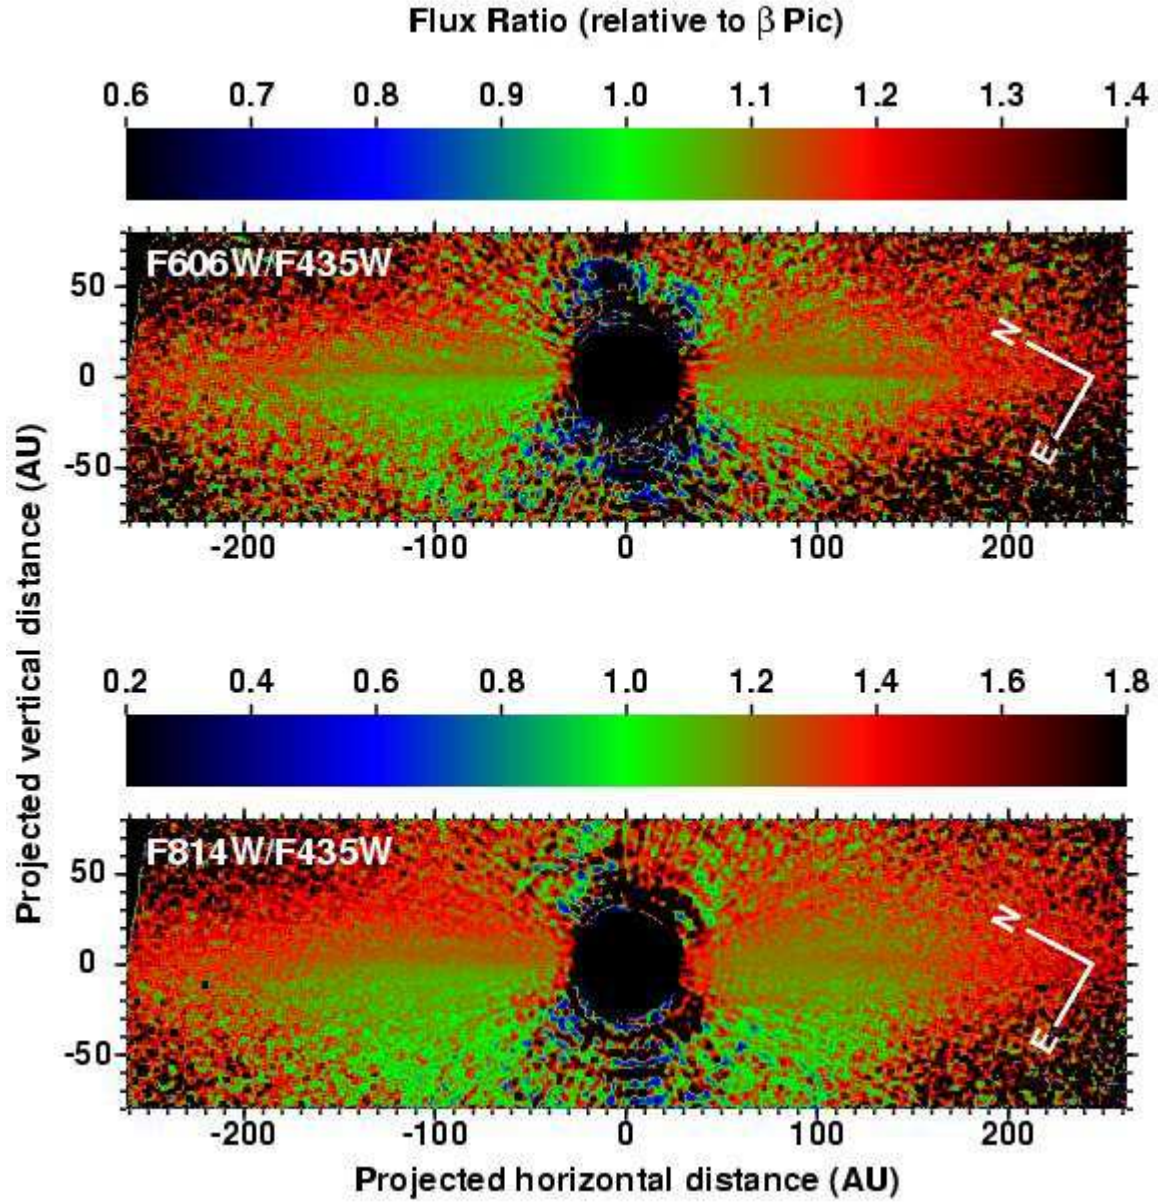 Flux Ratio (relative to β Pic)
0.6 0.7 0.8 0.9 1.0 1.1 1.2 1.3 1.4
F606W/F435W
50
0
-50
N
E
-200 -100 0 100 200
Projected vertical distance (AU)
0.2 0.4 0.6 0.8 1.0 1.2 1.4 1.6 1.8
F814W/F435W
50
0
-50
N
E
-200 -100 0 100 200
Projected horizontal distance (AU)